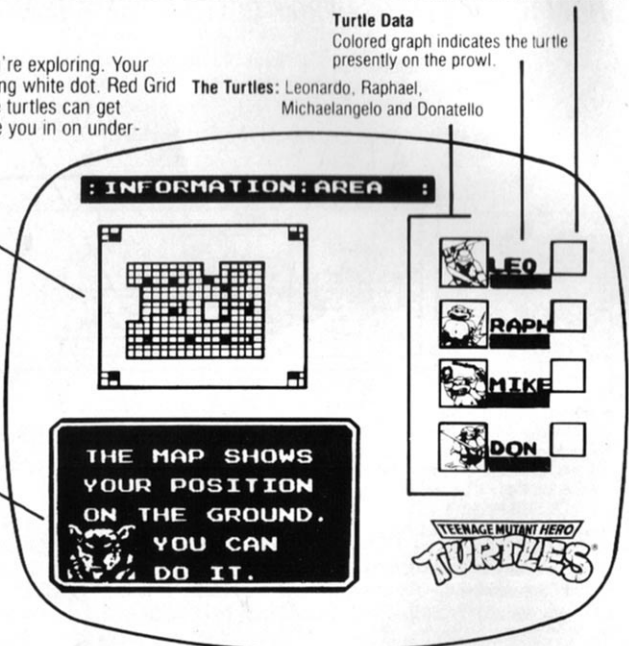 Turtle Data
Colored graph indicates the turtle
presently on the prowl.
're exploring. Your
ng white dot. Red Grid
turtles can get
you in on under-
The Turtles: Leonardo, Raphael,
Michaelangelo and Donatello
: INFORMATION: AREA :
LEO
RAPH
MIKE
DON
THE MAP SHOWS
YOUR POSITION
ON THE GROUND.
YOU CAN
DO IT.
TEENAGE MUTANT HERO
TURTLES